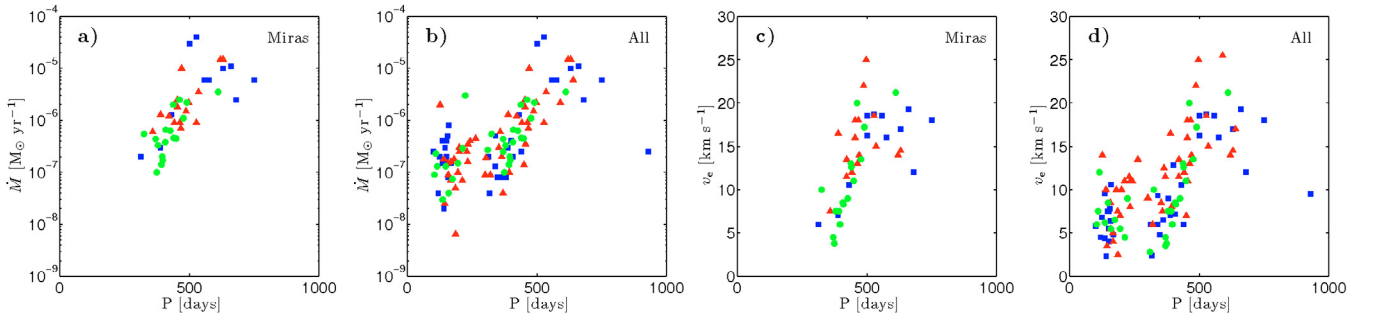 a) Miras
10⁻⁴
10⁻⁵
10⁻⁶
10⁻⁷
10⁻⁸
10⁻⁹
Ṁ [M⊙ yr⁻¹]
0 500 1000
P [days]
b) All
10⁻⁴
10⁻⁵
10⁻⁶
10⁻⁷
10⁻⁸
10⁻⁹
Ṁ [M⊙ yr⁻¹]
0 500 1000
P [days]
c) Miras
30
25
20
15
10
5
0
vₑ [km s⁻¹]
0 500 1000
P [days]
d) All
30
25
20
15
10
5
0
vₑ [km s⁻¹]
0 500 1000
P [days]